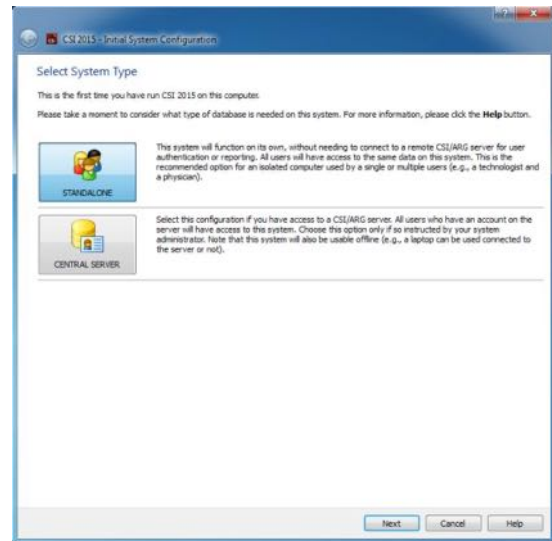 CSI 2015 - Initial System Configuration
Select System Type
This is the first time you have run CSI 2015 on this computer.
Please take a moment to consider what type of database is needed on this system. For more information, please click the Help button.
STANDALONE
This system will function on its own, without needing to connect to a remote CSI/ARG server for user
authentication or reporting. All users will have access to the same data on this system. This is the
recommended option for an isolated computer used by a single or multiple users (e.g., a technologist and
a physician).
CENTRAL SERVER
Select this configuration if you have access to a CSI/ARG server. All users who have an account on the
server will have access to this system. Choose this option only if so instructed by your system
administrator. Note that this system will also be usable offline (e.g., a laptop can be used connected to
the server or not).
Next
Cancel
Help